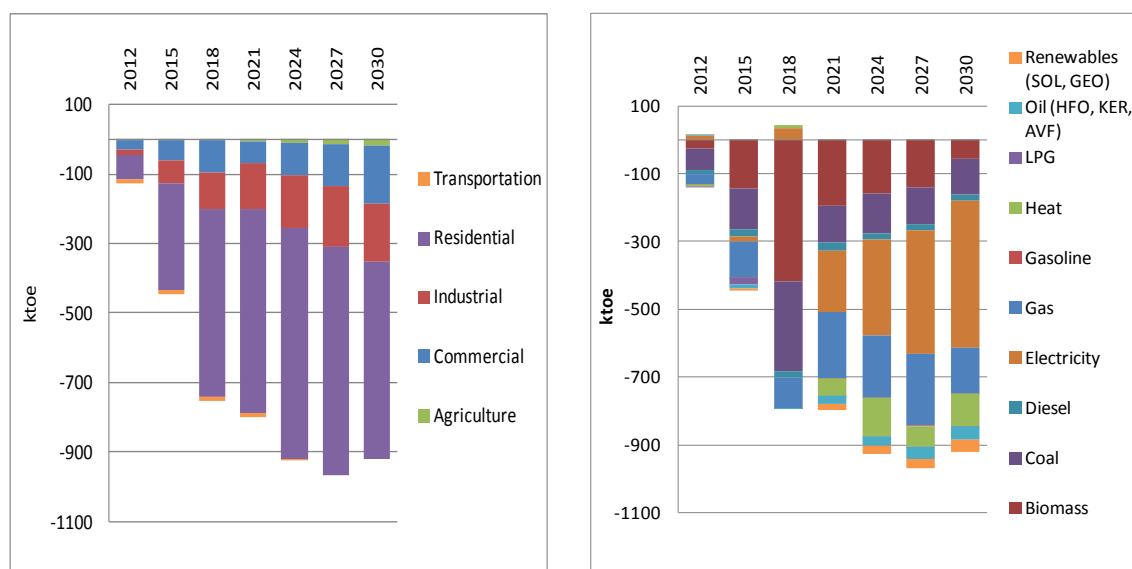 2012
2015
2018
2021
2024
2027
2030
100
-100
-300
-500
-700
-900
-1100
ktoe
Transportation
Residential
Industrial
Commercial
Agriculture
2012
2015
2018
2021
2024
2027
2030
100
-100
-300
-500
-700
-900
-1100
ktoe
Renewables
(SOL, GEO)
Oil (HFO, KER,
AVF)
LPG
Heat
Gasoline
Gas
Electricity
Diesel
Coal
Biomass